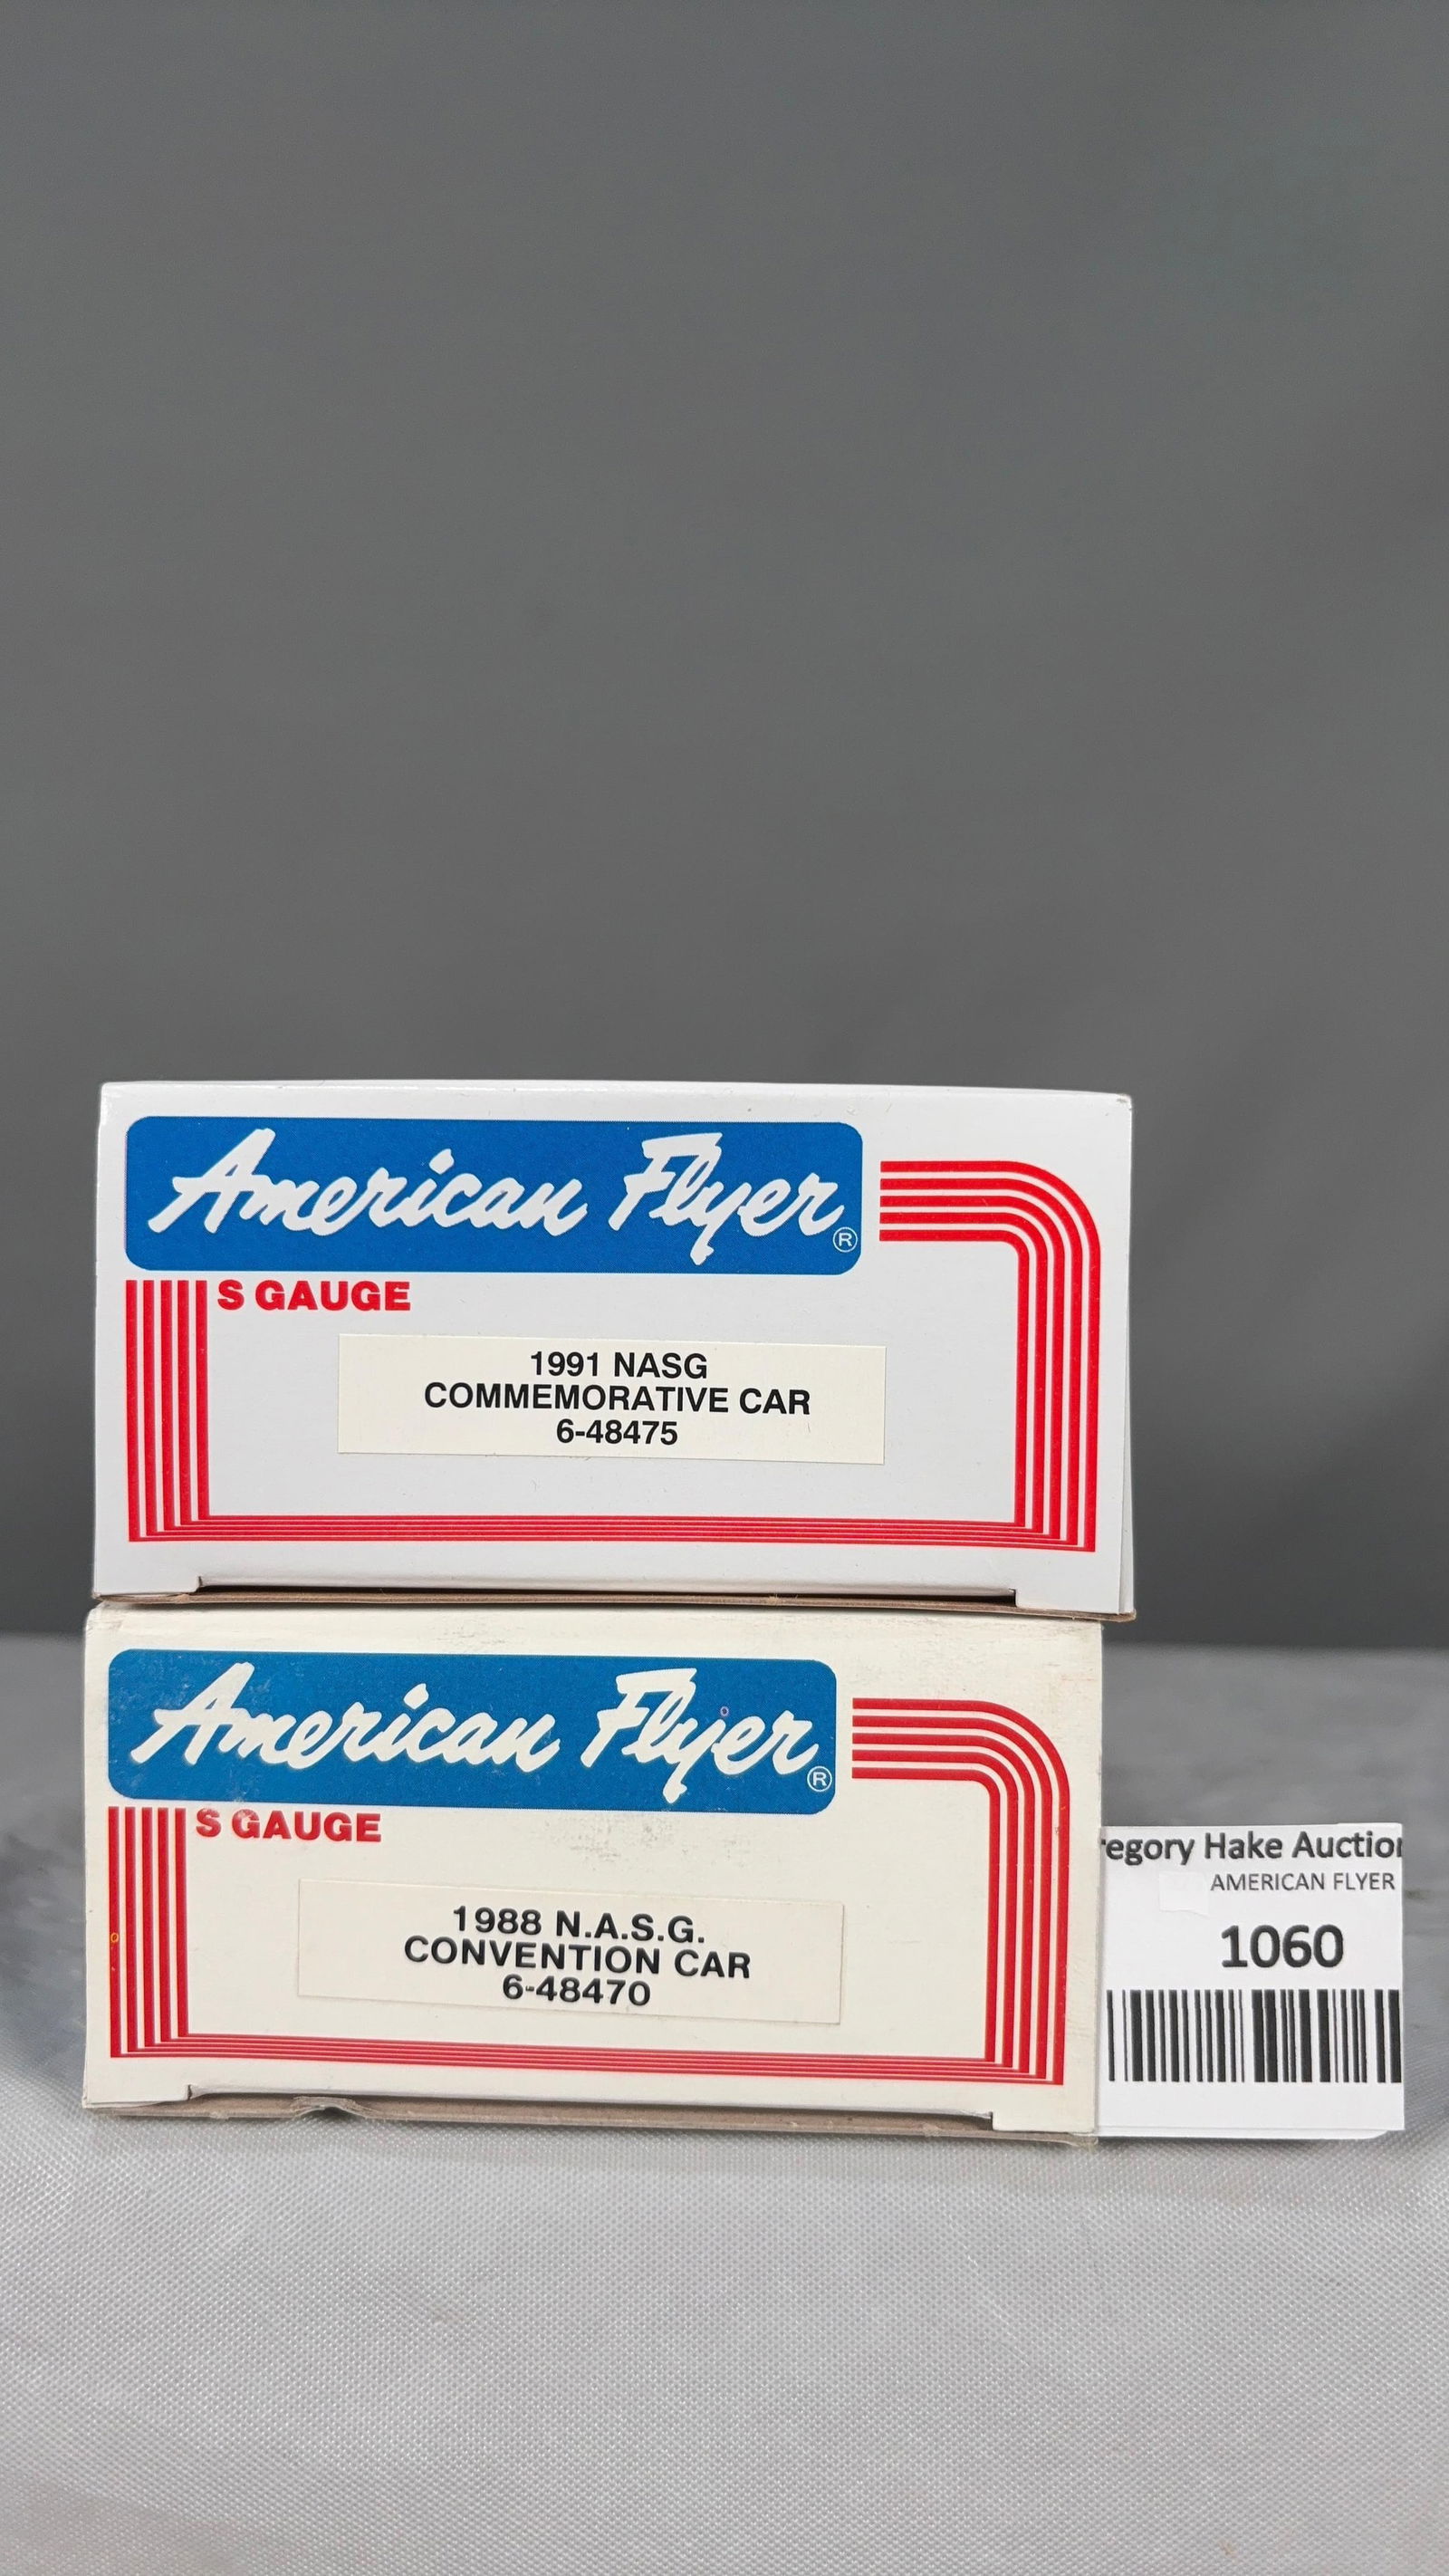 American Flyer®
S GAUGE
1991 NASG
COMMEMORATIVE CAR
6-48475
American Flyer®
S GAUGE
1988 N.A.S.G.
CONVENTION CAR
6-48470
regory Hake Auction
AMERICAN FLYER
1060